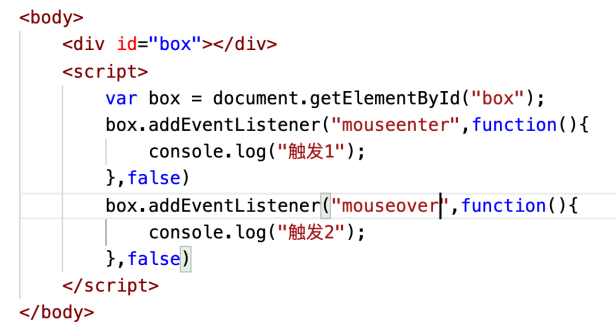 <body>
<div id="box"></div>
<script>
var box = document.getElementById("box");
box.addEventListener("mouseenter",function(){
console.log("触发1");
},false)
box.addEventListener("mouseover",function(){
console.log("触发2");
},false)
</script>
</body>